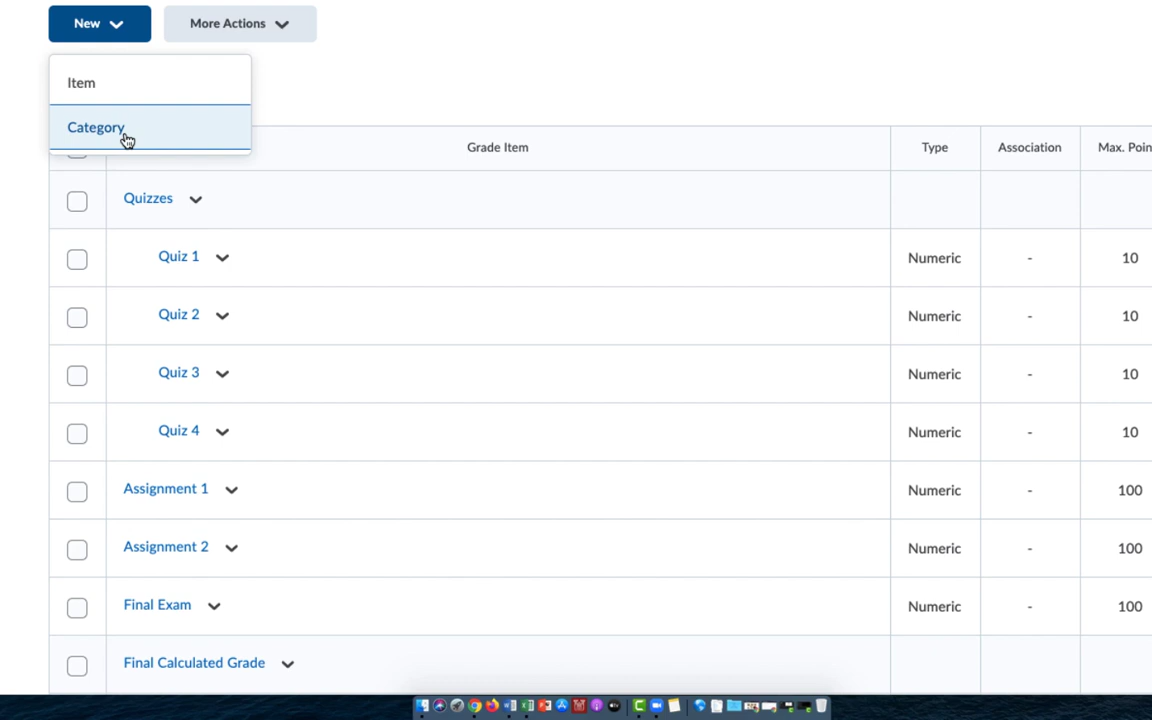 New
More Actions
Item
Category
Grade Item
Type
Association
Max. Poin
Quizzes
Quiz 1
Numeric
-
10
Quiz 2
Numeric
-
10
Quiz 3
Numeric
-
10
Quiz 4
Numeric
-
10
Assignment 1
Numeric
-
100
Assignment 2
Numeric
-
100
Final Exam
Numeric
-
100
Final Calculated Grade